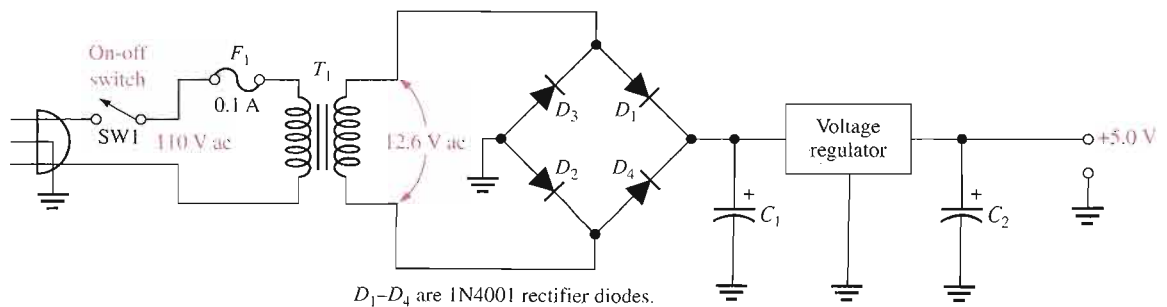 On-off
switch
SW1
F1
0.1 A
110 V ac
T1
12.6 V ac
D3
D1
D2
D4
+
C1
Voltage
regulator
+
C2
+5.0 V
D1–D4 are 1N4001 rectifier diodes.